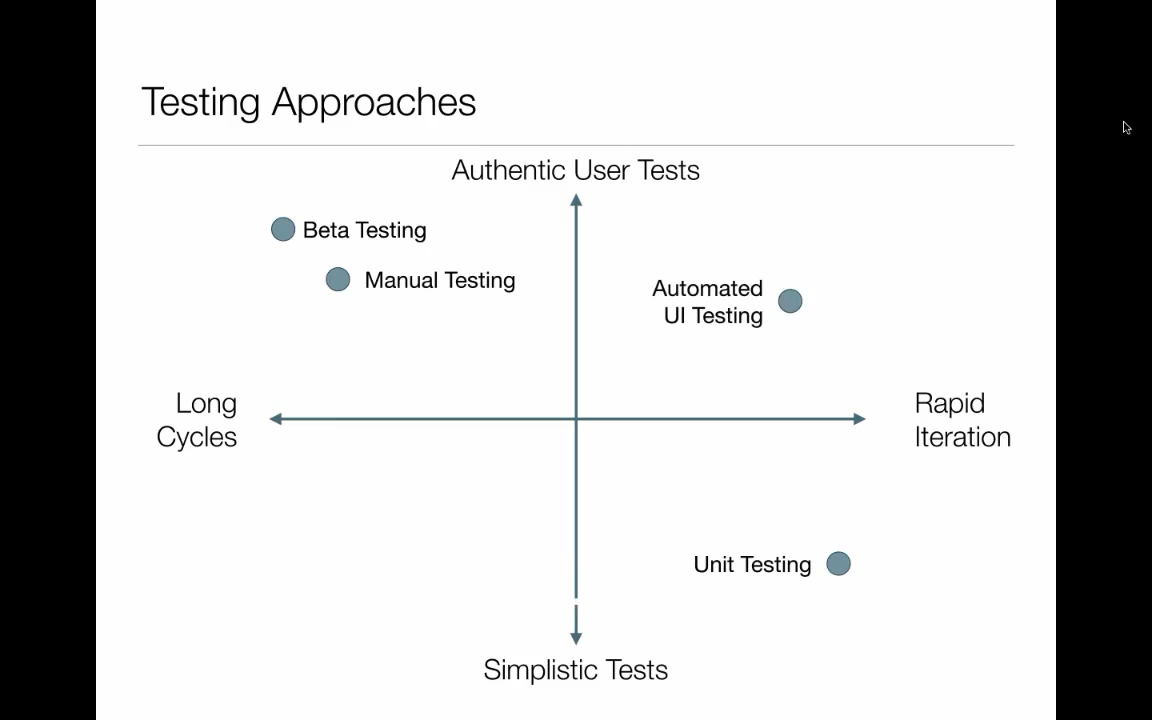 Testing Approaches
Authentic User Tests
Beta Testing
Manual Testing
Automated
UI Testing
Long
Cycles
Rapid
Iteration
Unit Testing
Simplistic Tests